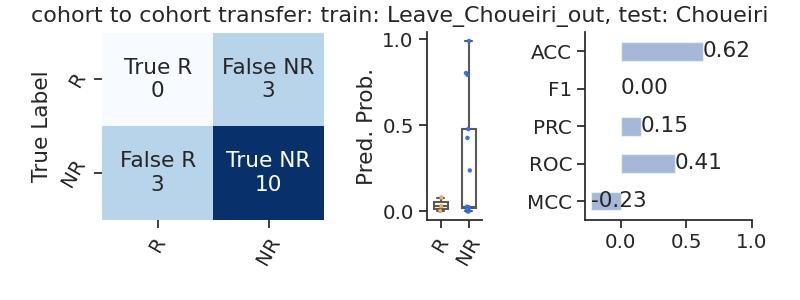 cohort to cohort transfer: train: Leave_Choueiri_out, test: Choueiri
True Label
R
NR
True R
0
False NR
3
False R
3
True NR
10
R
NR
Pred. Prob.
1.0
0.5
0.0
R
NR
ACC
0.62
F1
0.00
PRC
0.15
ROC
0.41
MCC
-0.23
0.0
0.5
1.0